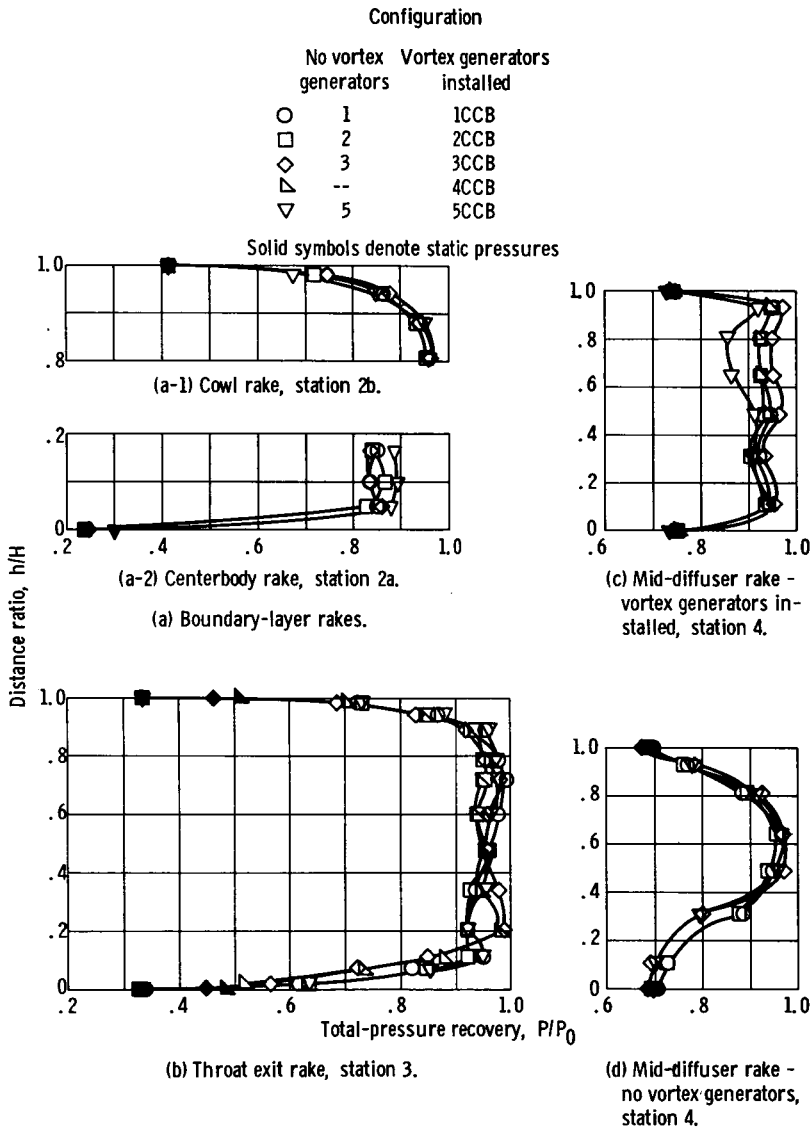 Configuration
No vortex generators
Vortex generators installed
1 1CCB
2 2CCB
3 3CCB
-- 4CCB
5 5CCB
Solid symbols denote static pressures
1.0
.8
(a-1) Cowl rake, station 2b.
.2
0
.2 .4 .6 .8 1.0
(a-2) Centerbody rake, station 2a.
(a) Boundary-layer rakes.
1.0
.8
.6
.4
.2
0
.6 .8 1.0
(c) Mid-diffuser rake -
vortex generators in-
stalled, station 4.
Distance ratio, h/H
1.0
.8
.6
.4
.2
0
.2 .4 .6 .8 1.0
Total-pressure recovery, P/P0
(b) Throat exit rake, station 3.
1.0
.8
.6
.4
.2
0
.6 .8 1.0
(d) Mid-diffuser rake -
no vortex generators,
station 4.